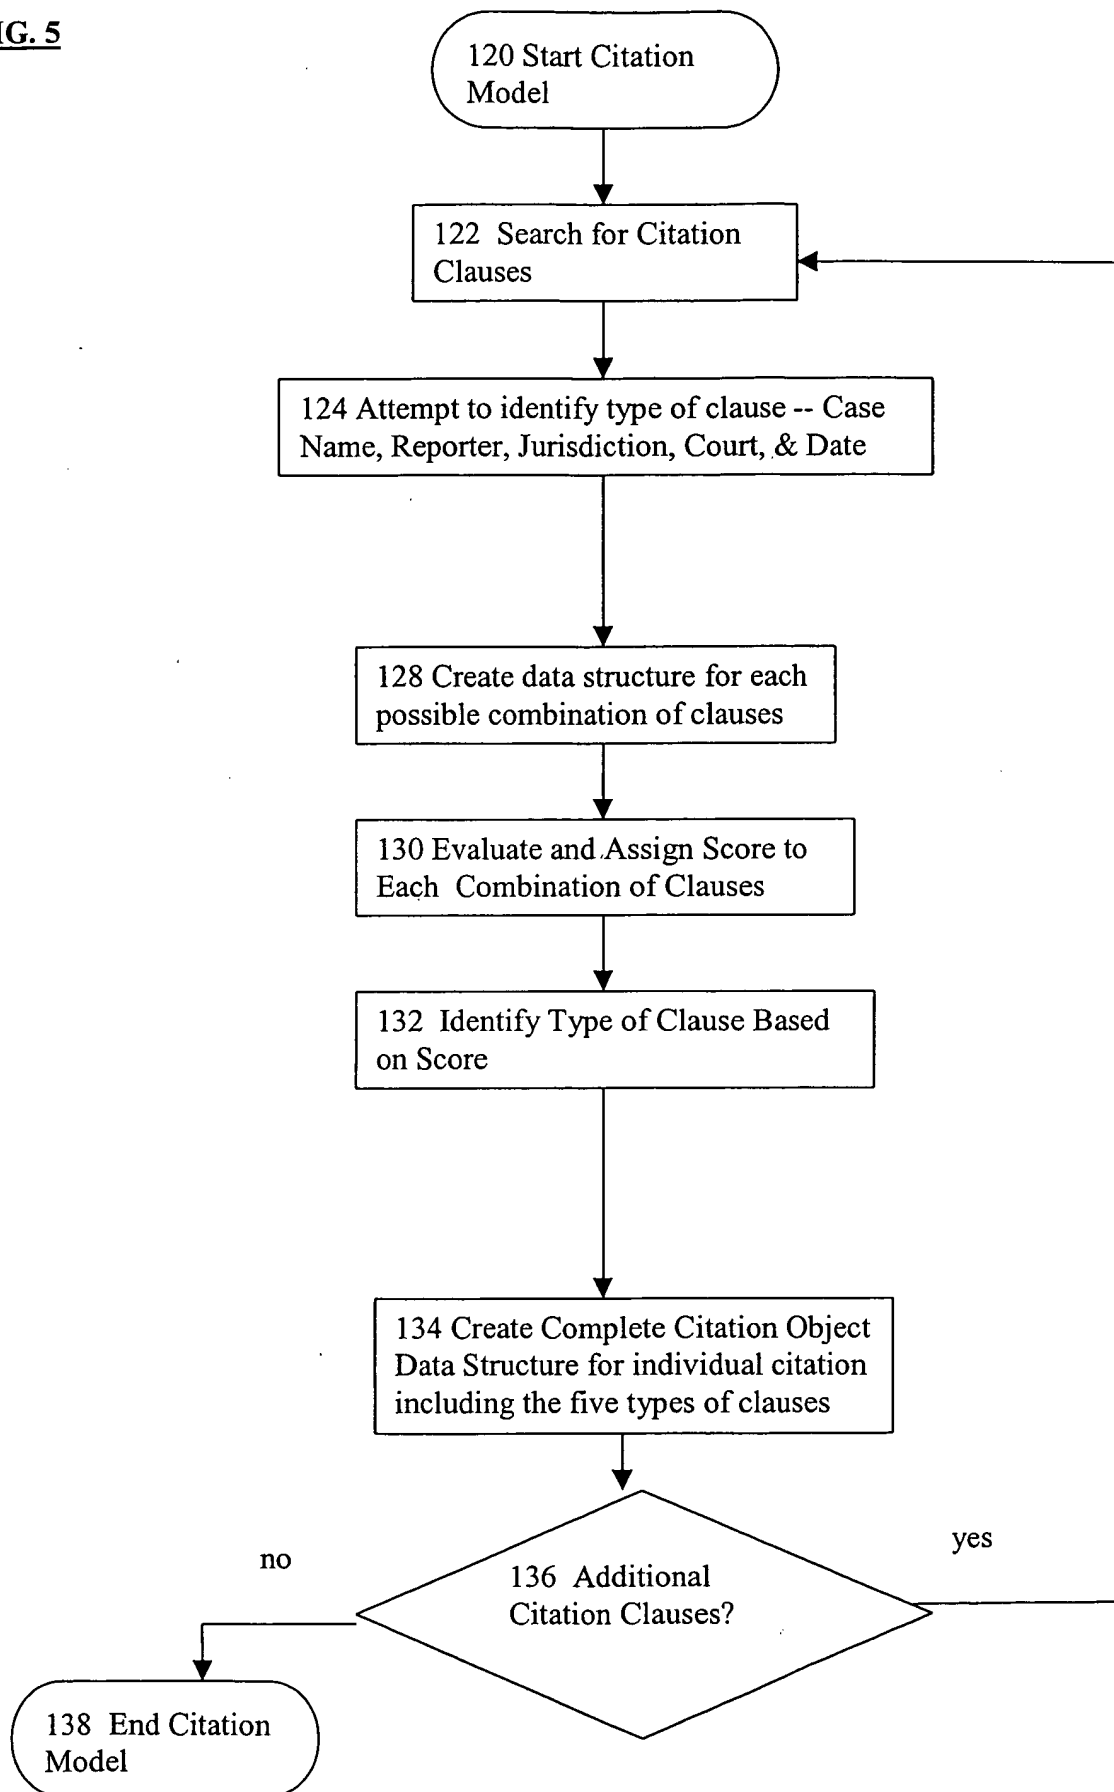 IG. 5
120 Start Citation
Model
122 Search for Citation
Clauses
124 Attempt to identify type of clause -- Case
Name, Reporter, Jurisdiction, Court, & Date
128 Create data structure for each
possible combination of clauses
130 Evaluate and Assign Score to
Each Combination of Clauses
132 Identify Type of Clause Based
on Score
134 Create Complete Citation Object
Data Structure for individual citation
including the five types of clauses
yes
no
136 Additional
Citation Clauses?
138 End Citation
Model